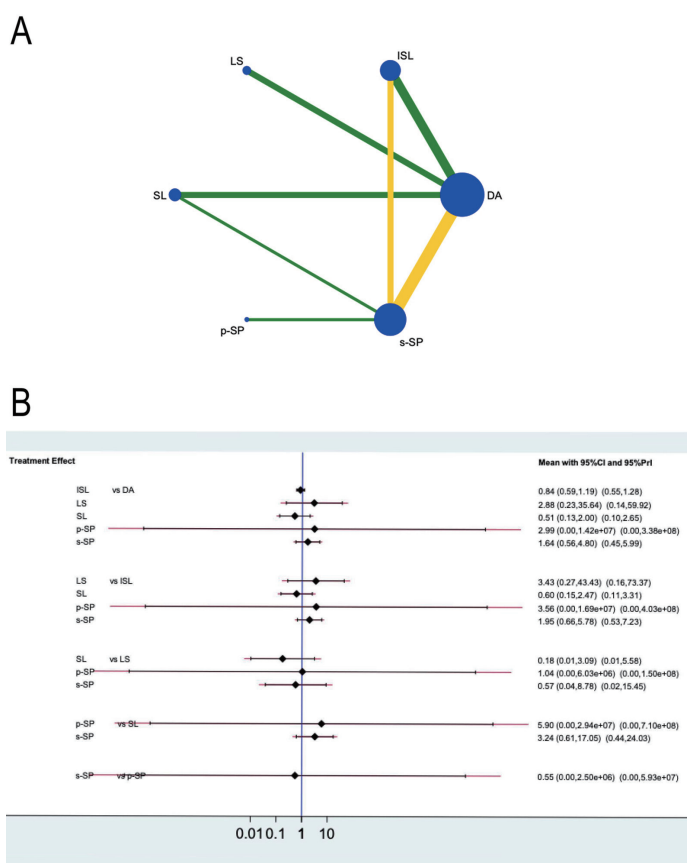 A
LS
ISL
SL
DA
p-SP
s-SP
B
Treatment Effect Mean with 95%CI and 95%PrI
ISL vs DA 0.84 (0.59,1.19) (0.55,1.28)
LS 2.88 (0.23,35.64) (0.14,59.92)
SL 0.51 (0.13,2.00) (0.10,2.65)
p-SP 2.99 (0.00,1.42e+07) (0.00,3.38e+08)
s-SP 1.64 (0.56,4.80) (0.45,5.99)
LS vs ISL 3.43 (0.27,43.43) (0.16,73.37)
SL 0.60 (0.15,2.47) (0.11,3.31)
p-SP 3.56 (0.00,1.69e+07) (0.00,4.03e+08)
s-SP 1.95 (0.66,5.78) (0.53,7.23)
SL vs LS 0.18 (0.01,3.09) (0.01,5.58)
p-SP 1.04 (0.00,6.03e+06) (0.00,1.50e+08)
s-SP 0.57 (0.04,8.78) (0.02,15.45)
p-SP vs SL 5.90 (0.00,2.94e+07) (0.00,7.10e+08)
s-SP 3.24 (0.61,17.05) (0.44,24.03)
s-SP vs p-SP 0.55 (0.00,2.50e+06) (0.00,5.93e+07)
0.01 0.1 1 10